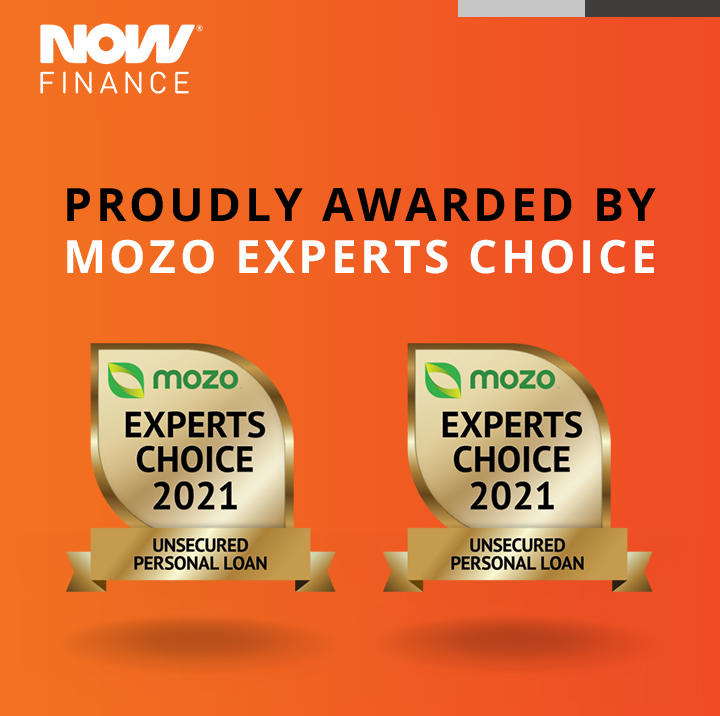 NOW®
FINANCE
PROUDLY AWARDED BY
MOZO EXPERTS CHOICE
mozo
EXPERTS
CHOICE
2021
UNSECURED
PERSONAL LOAN
mozo
EXPERTS
CHOICE
2021
UNSECURED
PERSONAL LOAN